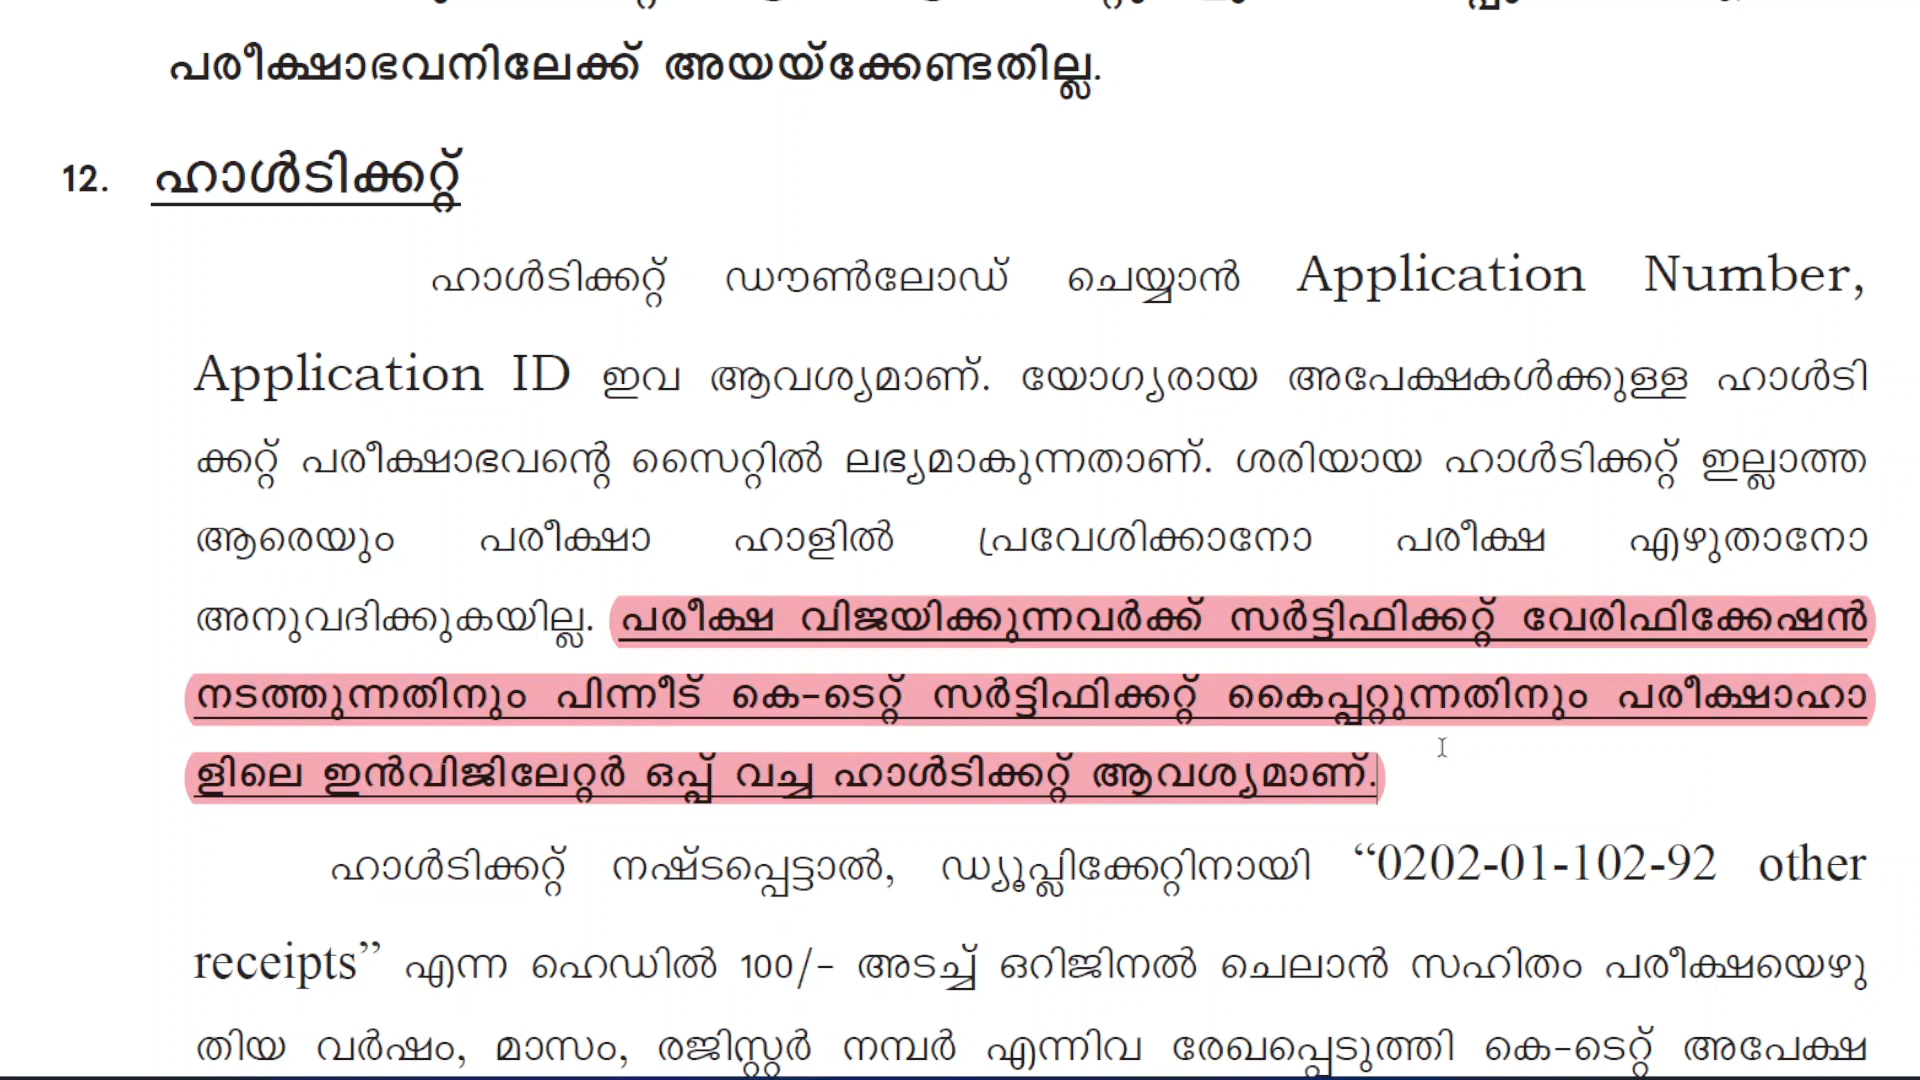 പരീക്ഷാഭവനിലേക്ക് അയയ്ക്കേണ്ടതില്ല.
12. ഹാൾടിക്കറ്റ്
ഹാൾടിക്കറ്റ് ഡൗൺലോഡ് ചെയ്യാൻ Application Number,
Application ID ഇവ ആവശ്യമാണ്. യോഗ്യരായ അപേക്ഷകൾക്കുള്ള ഹാൾടി
ക്കറ്റ് പരീക്ഷാഭവന്റെ സൈറ്റിൽ ലഭ്യമാകുന്നതാണ്. ശരിയായ ഹാൾടിക്കറ്റ് ഇല്ലാത്ത
ആരെയും പരീക്ഷാ ഹാളിൽ പ്രവേശിക്കാനോ പരീക്ഷ എഴുതാനോ
അനുവദിക്കുകയില്ല. പരീക്ഷ വിജയിക്കുന്നവർക്ക് സർട്ടിഫിക്കറ്റ് വേരിഫിക്കേഷൻ
നടത്തുന്നതിനും പിന്നീട് കെ-ടെറ്റ് സർട്ടിഫിക്കറ്റ് കൈപ്പറ്റുന്നതിനും പരീക്ഷാഹാ
ളിലെ ഇൻവിജിലേറ്റർ ഒപ്പ് വച്ച ഹാൾടിക്കറ്റ് ആവശ്യമാണ്.
ഹാൾടിക്കറ്റ് നഷ്ടപ്പെട്ടാൽ, ഡ്യൂപ്ലിക്കേറ്റിനായി “0202-01-102-92 other
receipts” എന്ന ഹെഡിൽ 100/- അടച്ച് ഒറിജിനൽ ചെലാൻ സഹിതം പരീക്ഷയെഴു
തിയ വർഷം, മാസം, രജിസ്റ്റർ നമ്പർ എന്നിവ രേഖപ്പെടുത്തി കെ-ടെറ്റ് അപേക്ഷ